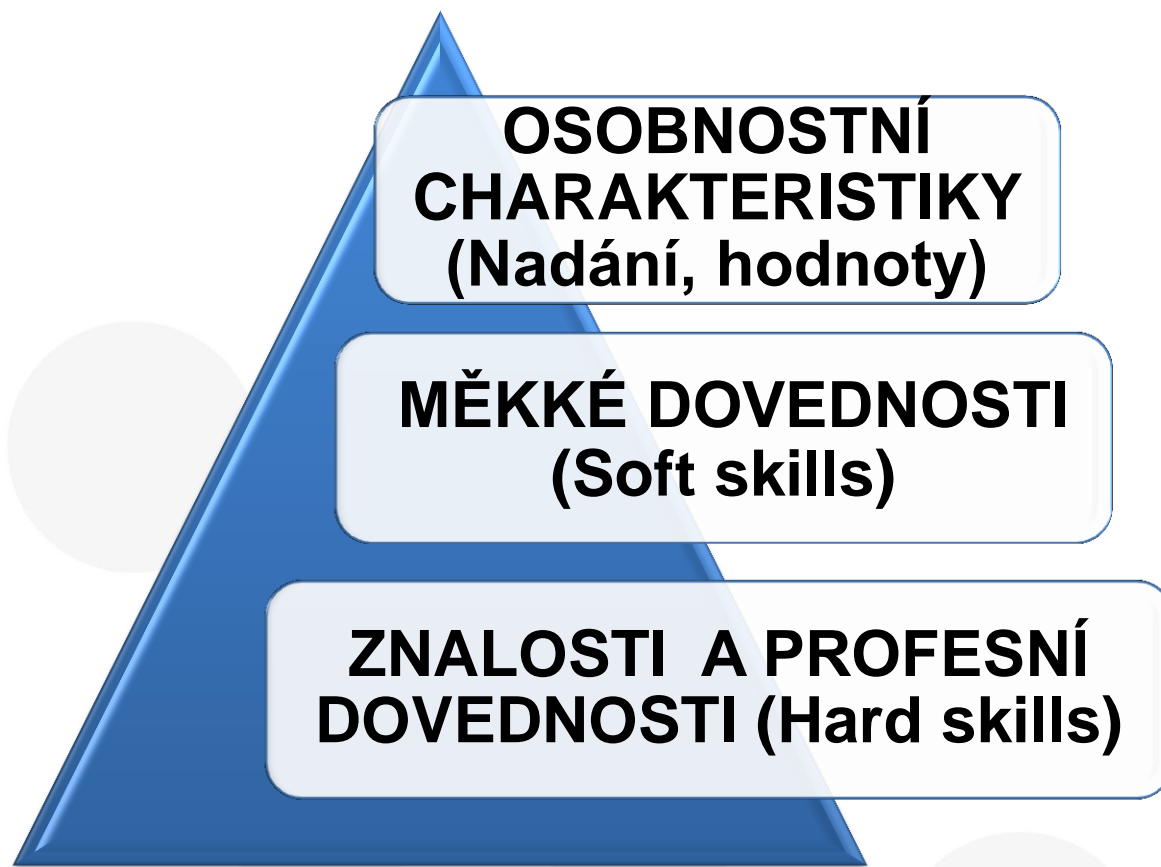 OSOBNOSTNÍ
CHARAKTERISTIKY
(Nadání, hodnoty)
MĚKKÉ DOVEDNOSTI
(Soft skills)
ZNALOSTI A PROFESNÍ
DOVEDNOSTI (Hard skills)